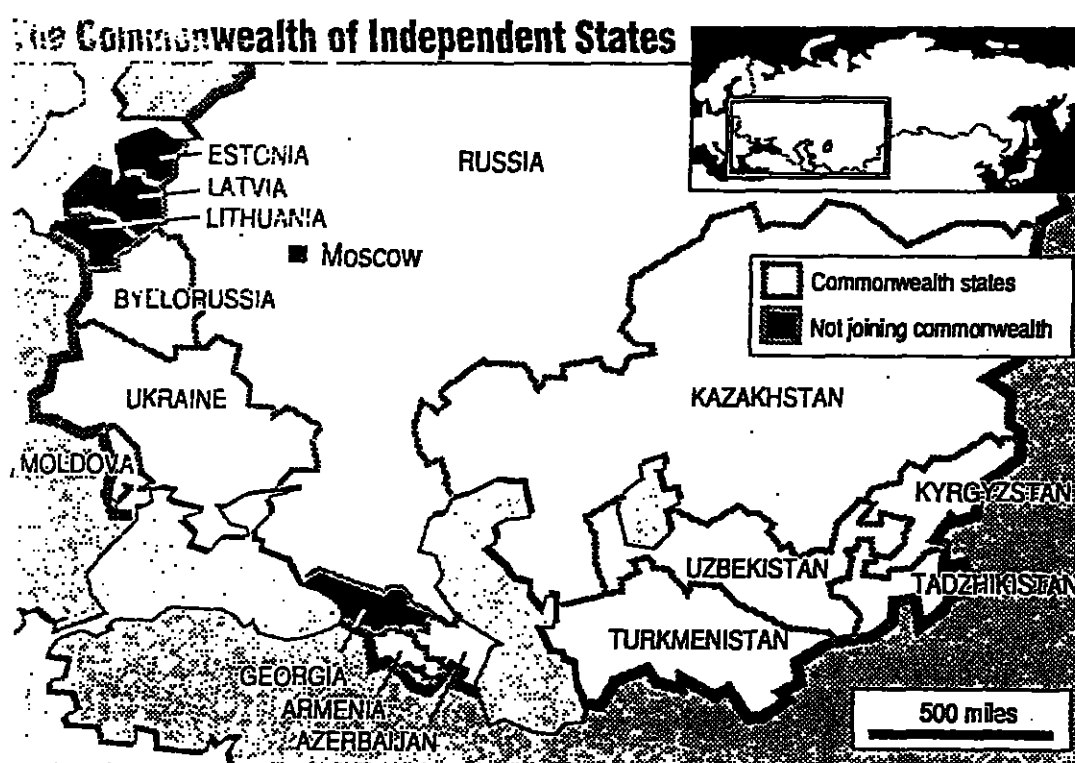 The Commonwealth of Independent States
ESTONIA
LATVIA
LITHUANIA
RUSSIA
Moscow
BYELORUSSIA
Commonwealth states
Not joining commonwealth
UKRAINE
KAZAKHSTAN
MOLDOVA
KYRGYZSTAN
UZBEKISTAN
TADZHIKISTAN
TURKMENISTAN
GEORGIA
ARMENIA
AZERBAIJAN
500 miles